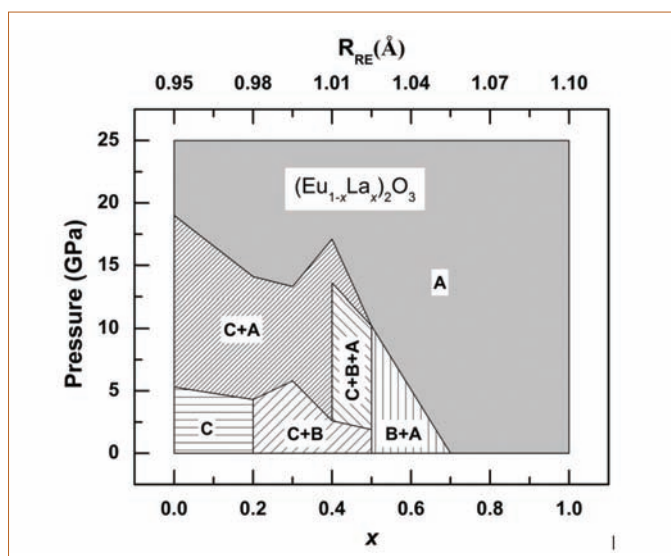 R_RE(Å)
0.95 0.98 1.01 1.04 1.07 1.10
25
20
15
10
5
0
Pressure (GPa)
(Eu₁₋ₓLaₓ)₂O₃
A
C+A
C+B+A
C
C+B
B+A
0.0 0.2 0.4 0.6 0.8 1.0
x